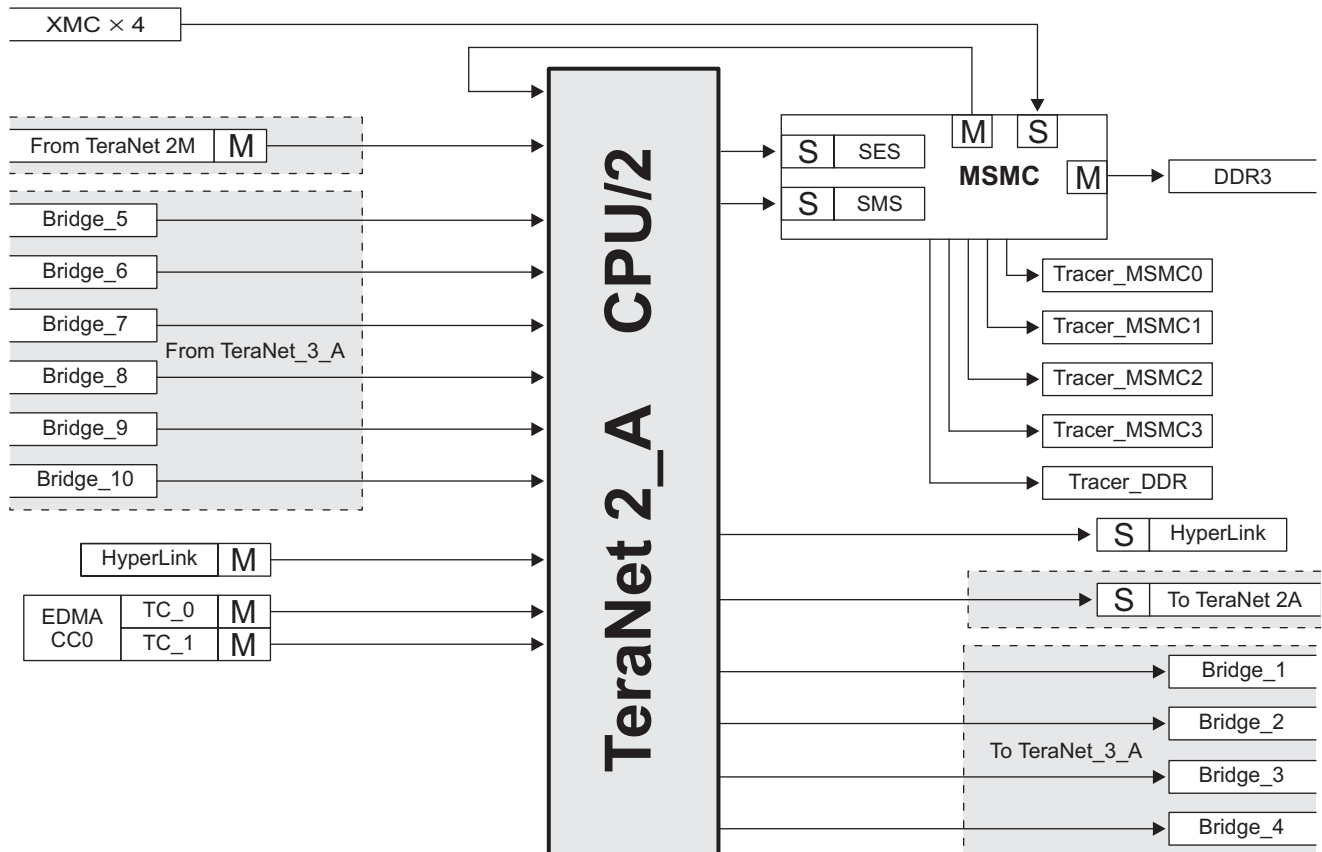 XMC × 4
From TeraNet 2M M
Bridge_5
Bridge_6
Bridge_7
From TeraNet_3_A
Bridge_8
Bridge_9
Bridge_10
HyperLink M
EDMA
CC0
TC_0 M
TC_1 M
TeraNet 2_A CPU/2
M S
S SES
MSMC M
S SMS
DDR3
Tracer_MSMC0
Tracer_MSMC1
Tracer_MSMC2
Tracer_MSMC3
Tracer_DDR
S HyperLink
S To TeraNet 2A
Bridge_1
Bridge_2
To TeraNet_3_A
Bridge_3
Bridge_4